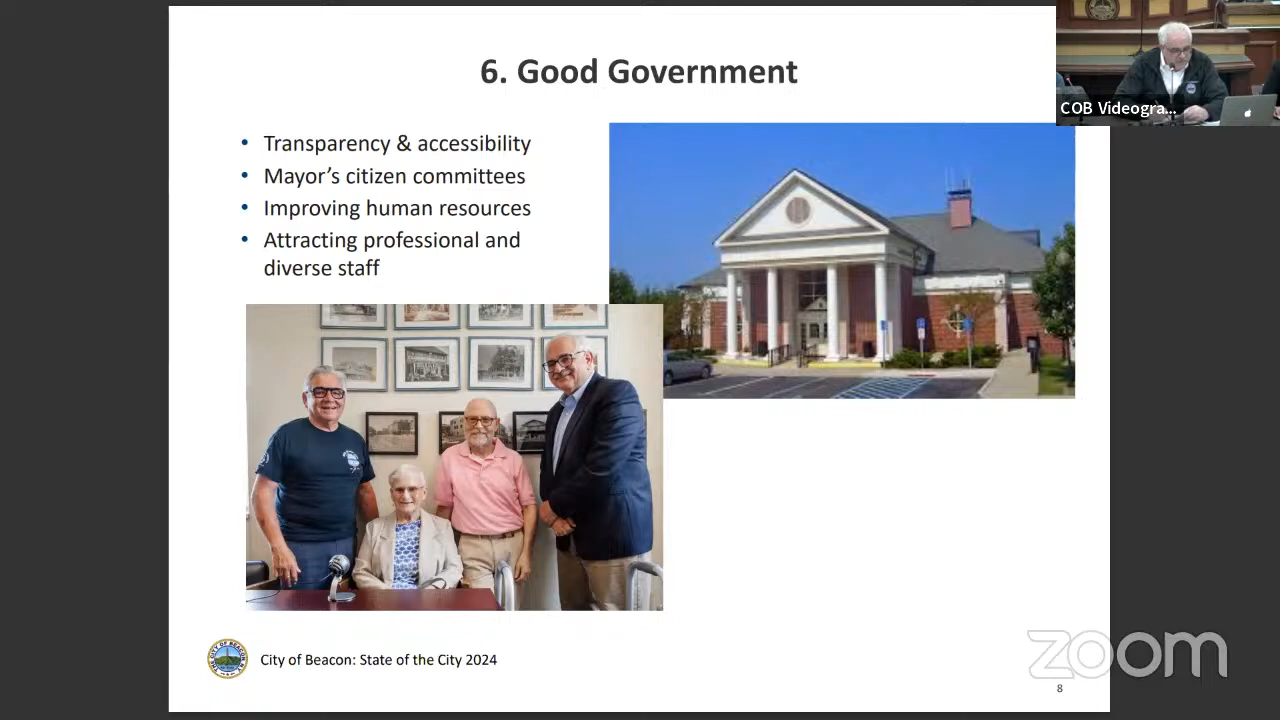 6. Good Government
• Transparency & accessibility
• Mayor’s citizen committees
• Improving human resources
• Attracting professional and
diverse staff
COB Videogra...
City of Beacon: State of the City 2024
zoom
8